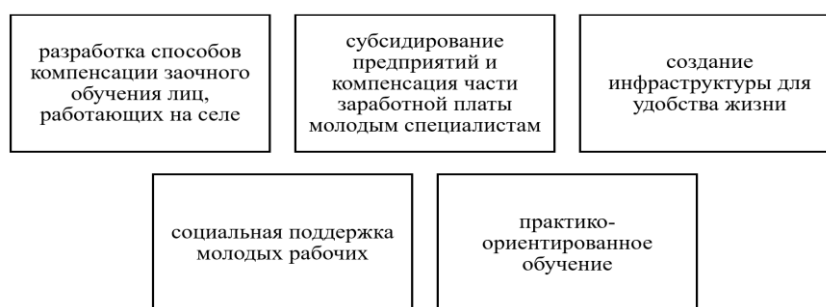 разработка способов
компенсации заочного
обучения лиц,
работающих на селе
субсидирование
предприятий и
компенсация части
заработной платы
молодым специалистам
создание
инфраструктуры для
удобства жизни
социальная поддержка
молодых рабочих
практико-
ориентированное
обучение